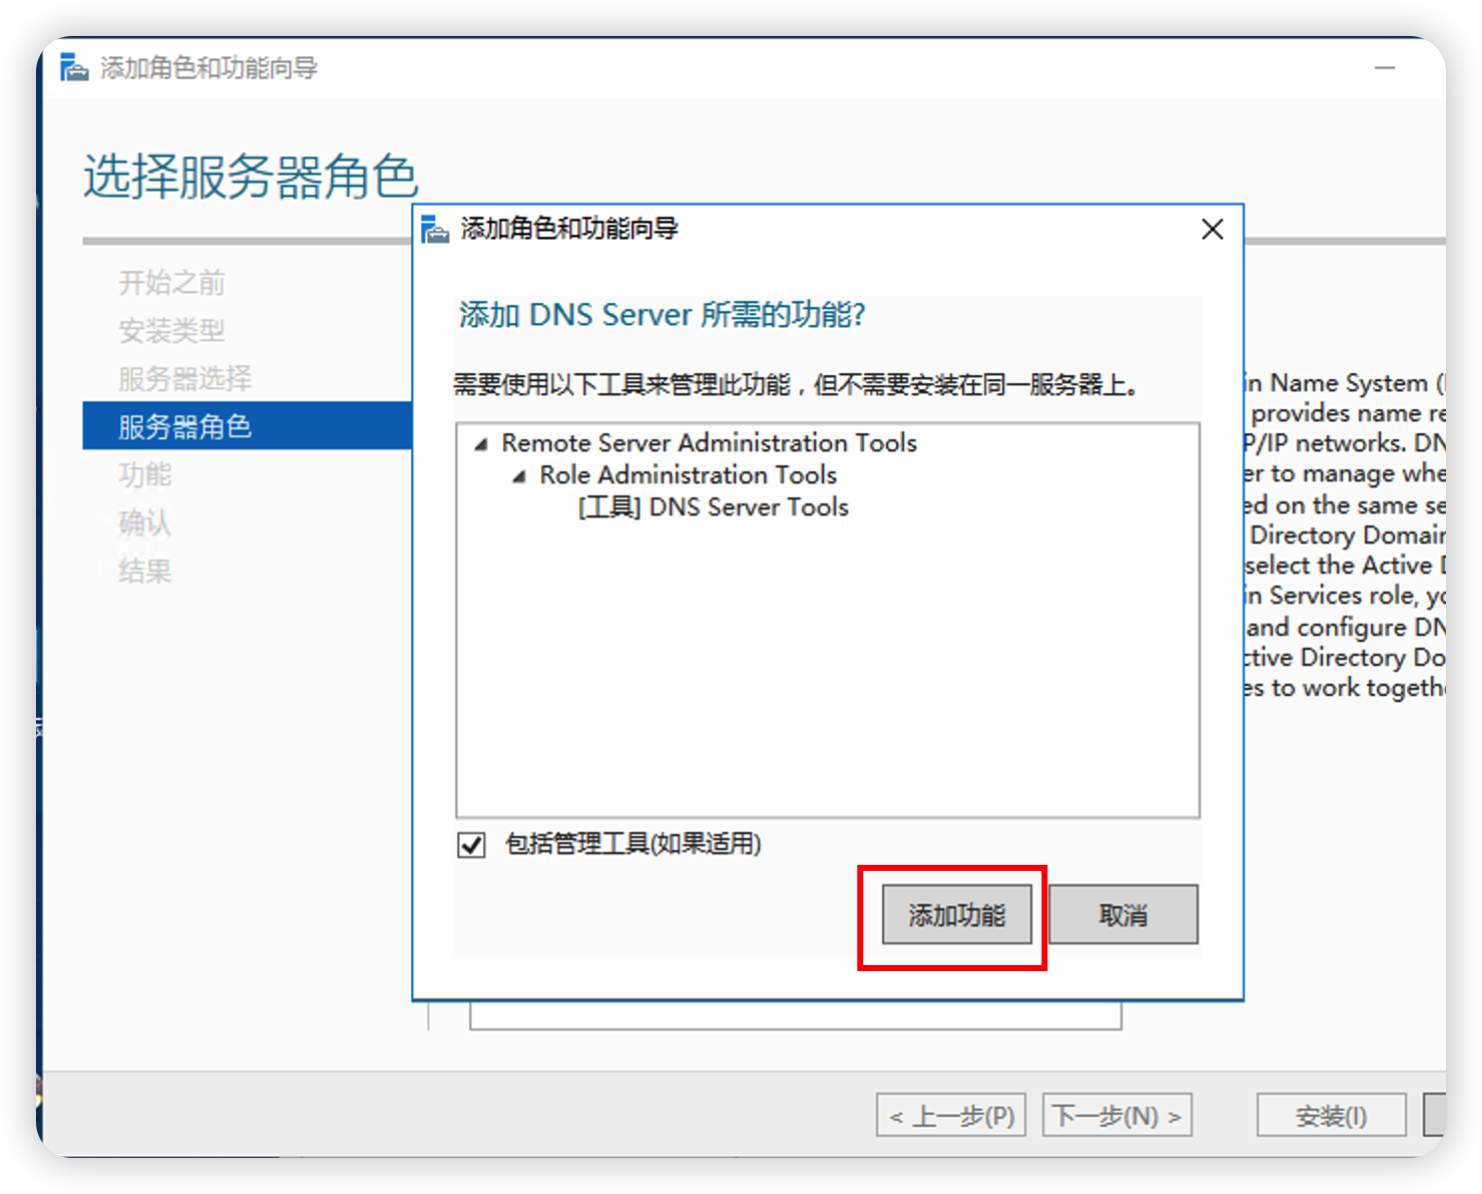 添加角色和功能向导
选择服务器角色
开始之前
安装类型
服务器选择
服务器角色
功能
确认
结果
添加角色和功能向导
添加 DNS Server 所需的功能?
需要使用以下工具来管理此功能，但不需要安装在同一服务器上。
Remote Server Administration Tools
Role Administration Tools
[工具] DNS Server Tools
包括管理工具(如果适用)
添加功能
取消
in Name System (
provides name re
P/IP networks. DN
er to manage whe
ed on the same se
Directory Domain
select the Active D
in Services role, yo
and configure DN
ctive Directory Do
es to work togethe
< 上一步(P)
下一步(N) >
安装(I)